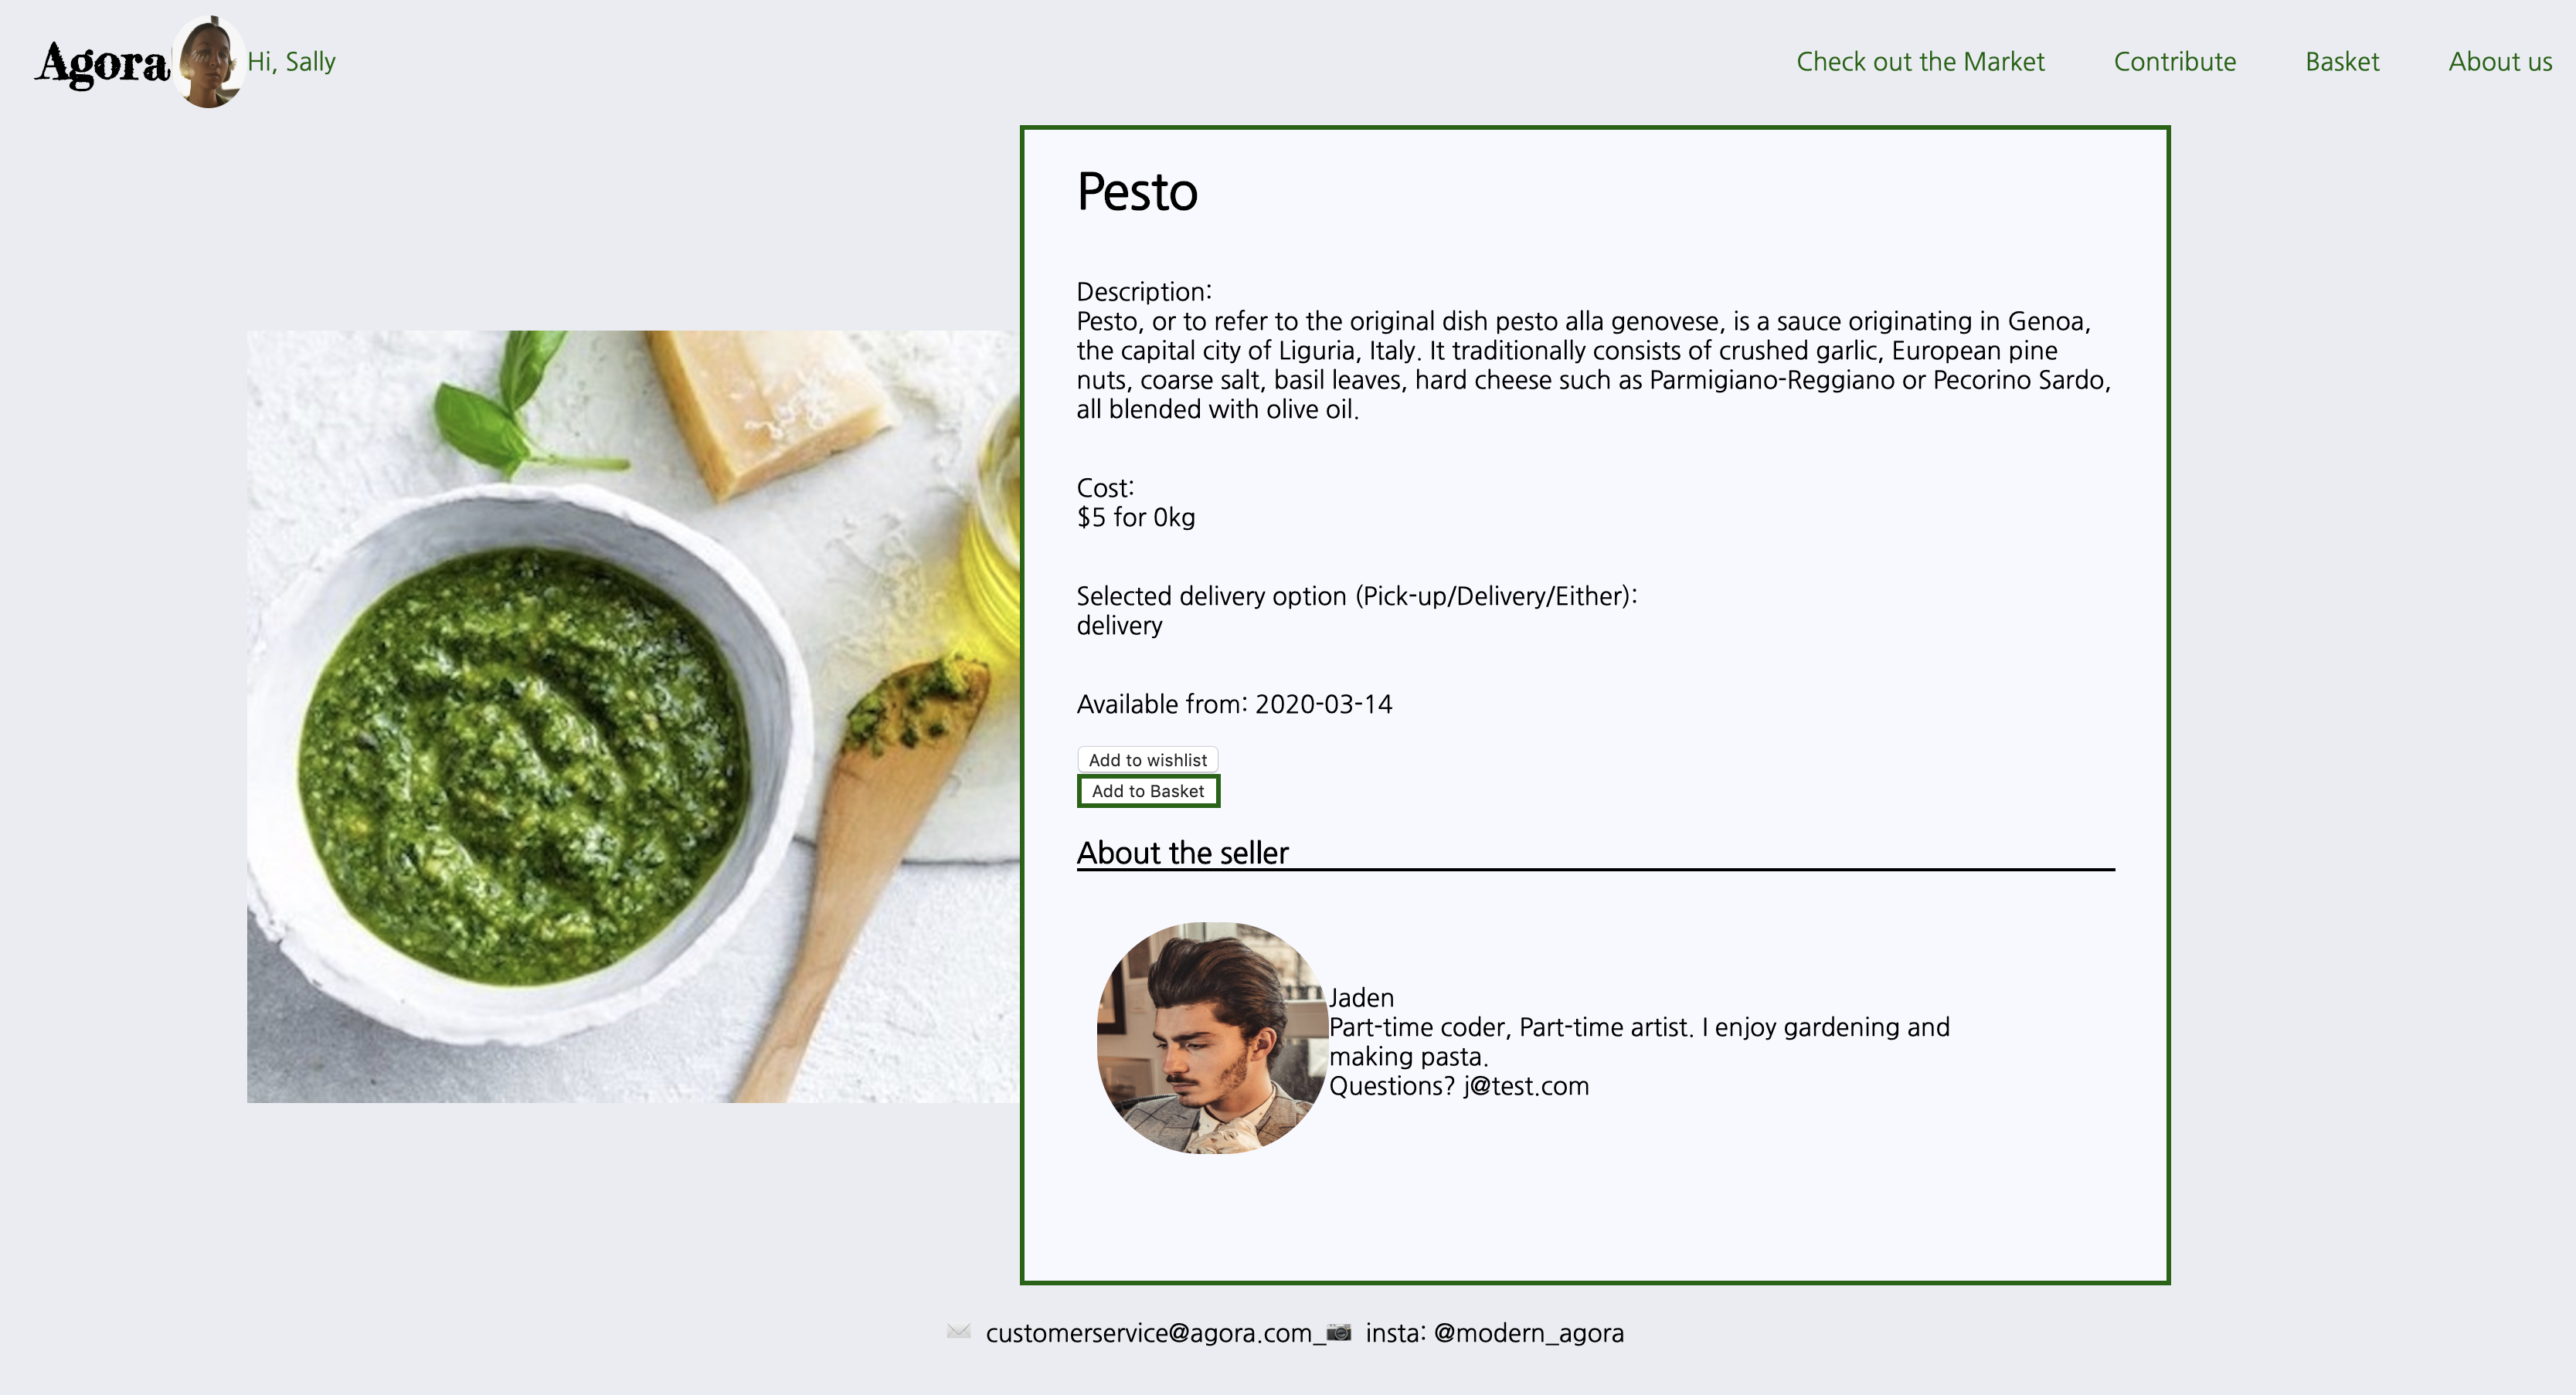 Agora
Hi, Sally
Check out the Market
Contribute
Basket
About us
Pesto
Description:
Pesto, or to refer to the original dish pesto alla genovese, is a sauce originating in Genoa,
the capital city of Liguria, Italy. It traditionally consists of crushed garlic, European pine
nuts, coarse salt, basil leaves, hard cheese such as Parmigiano-Reggiano or Pecorino Sardo,
all blended with olive oil.
Cost:
$5 for 0kg
Selected delivery option (Pick-up/Delivery/Either):
delivery
Available from: 2020-03-14
Add to wishlist
Add to Basket
About the seller
Jaden
Part-time coder, Part-time artist. I enjoy gardening and
making pasta.
Questions? j@test.com
customerservice@agora.com_ insta: @modern_agora